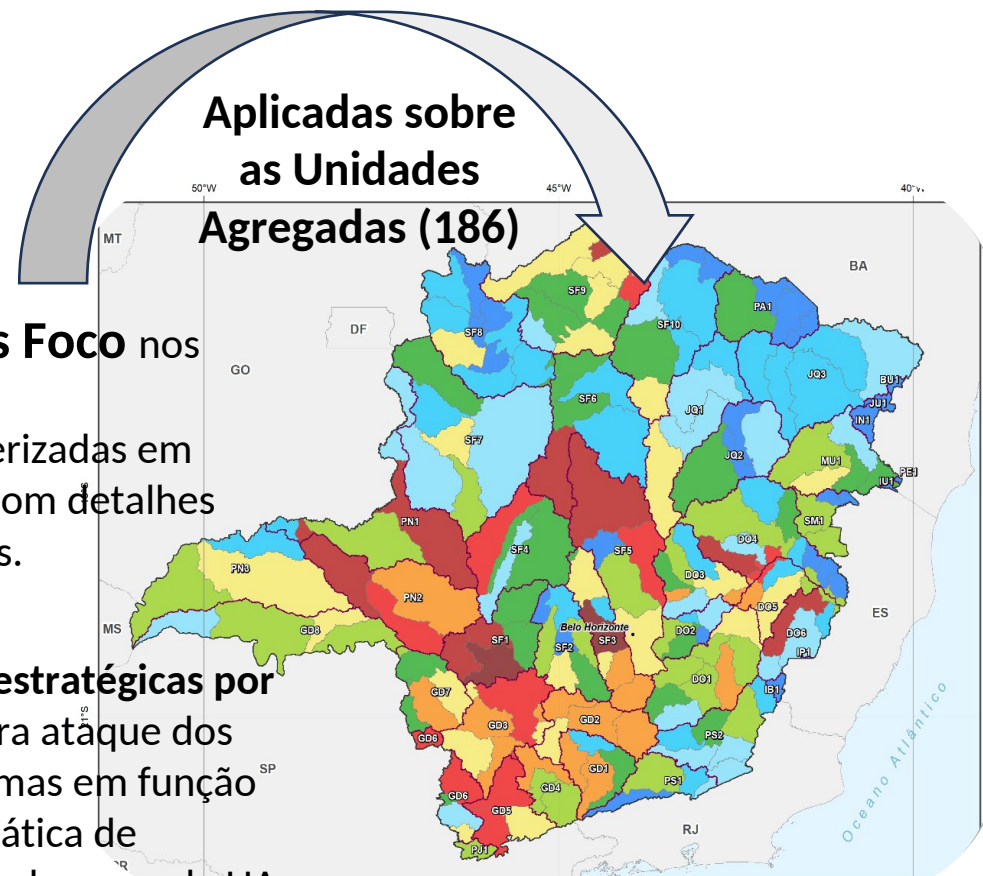 Aplicadas sobre
as Unidades
Agregadas (186)
50°W
45°W
MT
BA
DF
GO
MS
ES
SP
RJ
Oceano Atlântico
Belo Horizonte
SF9
SF8
SF10
PA1
JQ3
BU1
JU1
IN1
SF6
JQ1
SF7
JQ2
MU1
PE1
IU1
PN1
SM1
SF4
SF5
DO4
PN3
DO3
PN2
DO5
GD8
SF1
SF2
SF3
DO2
DO6
IP1
DO1
IB1
GD7
GD3
GD2
PS2
GD6
GD1
PS1
GD6
GD4
GD5
PJ1
s Foco nos
erizadas em
om detalhes
s.
estratégicas por
ra ataque dos
mas em função
ática de